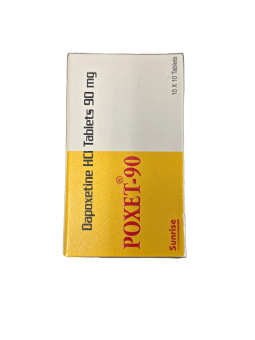 Dapoxetine HCl Tablets 90 mg
POXET®-90
10 X 10 Tablets
Sunrise